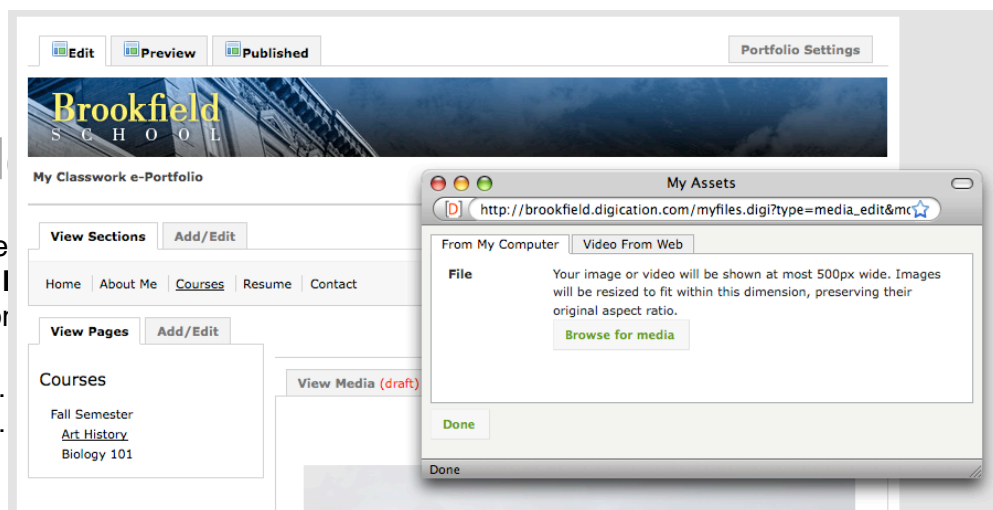 Edit Preview Published Portfolio Settings
Brookfield
SCHOOL
My Classwork e-Portfolio
View Sections Add/Edit
Home About Me Courses Resume Contact
View Pages Add/Edit
Courses
Fall Semester
Art History
Biology 101
View Media (draft)
My Assets
[D] http://brookfield.digication.com/myfiles.digi?type=media_edit&mc
From My Computer Video From Web
File Your image or video will be shown at most 500px wide. Images
will be resized to fit within this dimension, preserving their
original aspect ratio.
Browse for media
Done
Done